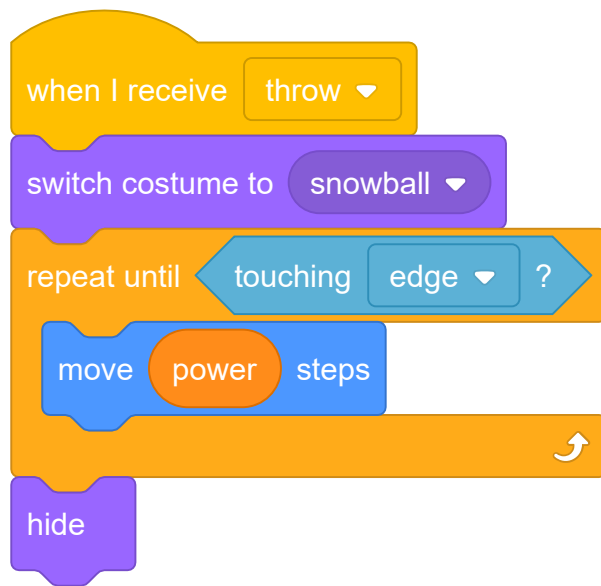 when I receive throw
switch costume to snowball
repeat until touching edge ?
move power steps
hide